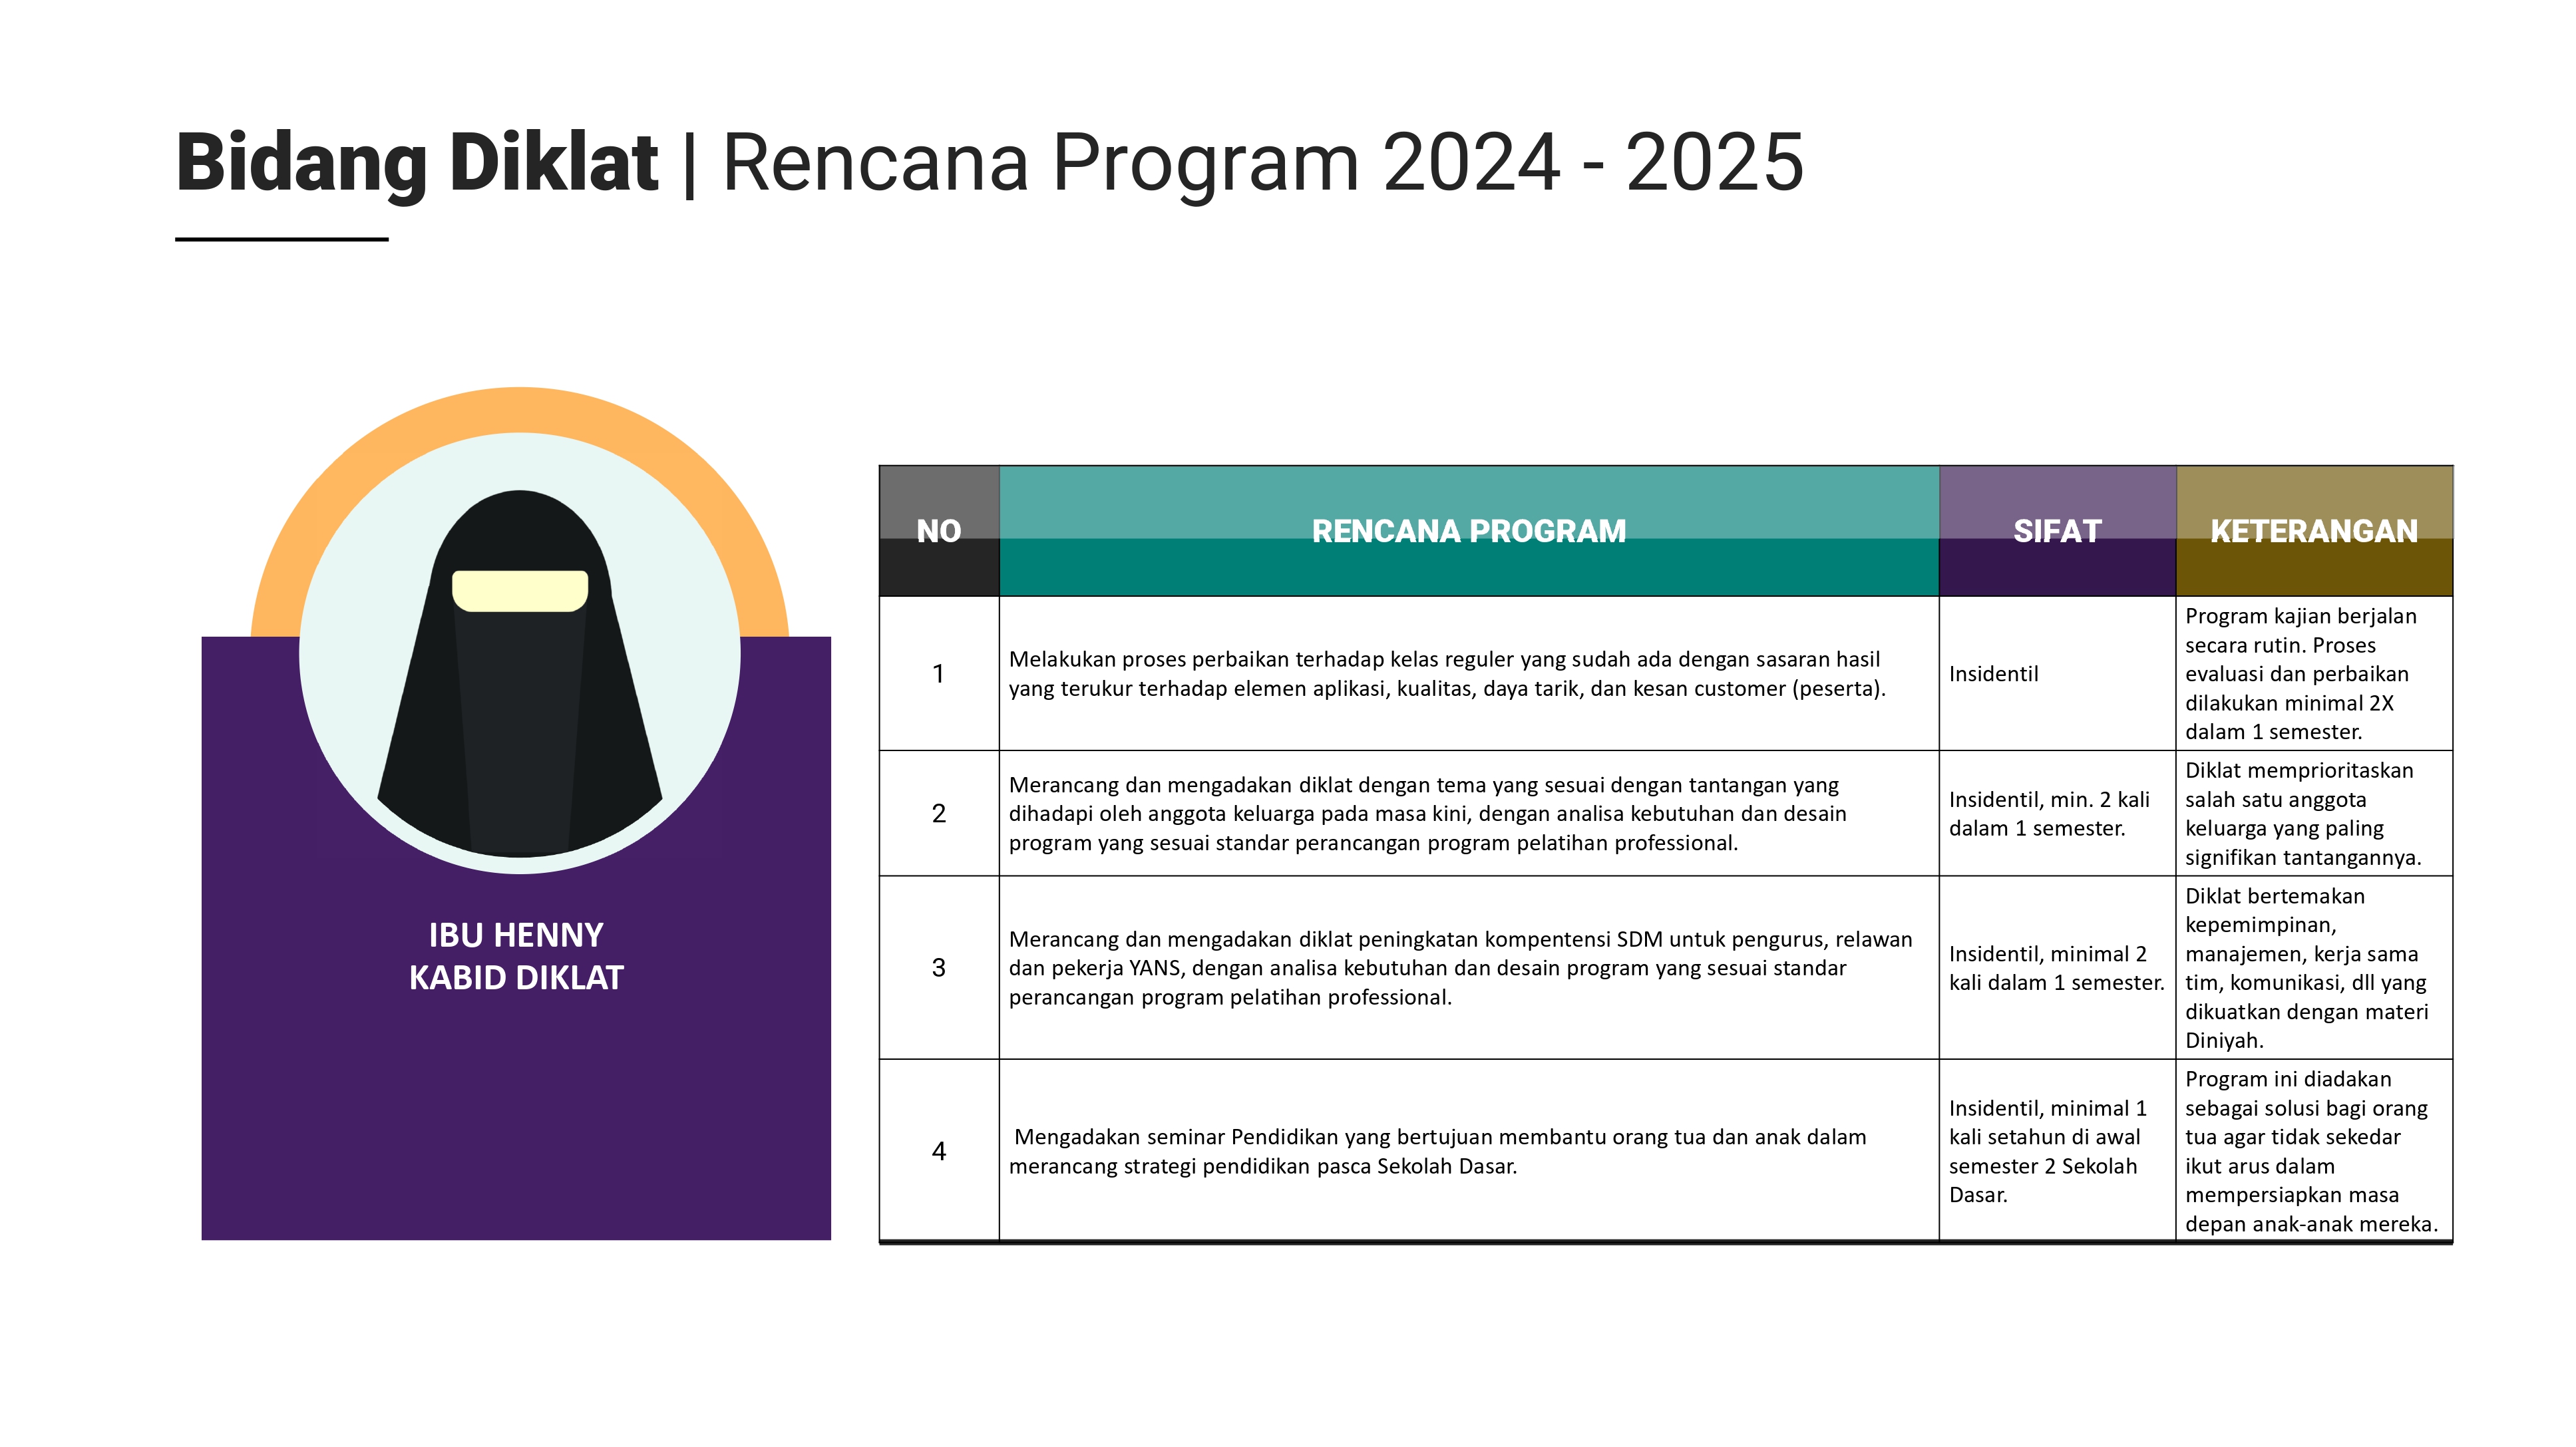 Bidang Diklat | Rencana Program 2024 - 2025
IBU HENNY
KABID DIKLAT
NO
RENCANA PROGRAM
SIFAT
KETERANGAN
1
Melakukan proses perbaikan terhadap kelas reguler yang sudah ada dengan sasaran hasil
yang terukur terhadap elemen aplikasi, kualitas, daya tarik, dan kesan customer (peserta).
Insidentil
Program kajian berjalan
secara rutin. Proses
evaluasi dan perbaikan
dilakukan minimal 2X
dalam 1 semester.
2
Merancang dan mengadakan diklat dengan tema yang sesuai dengan tantangan yang
dihadapi oleh anggota keluarga pada masa kini, dengan analisa kebutuhan dan desain
program yang sesuai standar perancangan program pelatihan professional.
Insidentil, min. 2 kali
dalam 1 semester.
Diklat memprioritaskan
salah satu anggota
keluarga yang paling
signifikan tantangannya.
3
Merancang dan mengadakan diklat peningkatan kompentensi SDM untuk pengurus, relawan
dan pekerja YANS, dengan analisa kebutuhan dan desain program yang sesuai standar
perancangan program pelatihan professional.
Insidentil, minimal 2
kali dalam 1 semester.
Diklat bertemakan
kepemimpinan,
manajemen, kerja sama
tim, komunikasi, dll yang
dikuatkan dengan materi
Diniyah.
4
Mengadakan seminar Pendidikan yang bertujuan membantu orang tua dan anak dalam
merancang strategi pendidikan pasca Sekolah Dasar.
Insidentil, minimal 1
kali setahun di awal
semester 2 Sekolah
Dasar.
Program ini diadakan
sebagai solusi bagi orang
tua agar tidak sekedar
ikut arus dalam
mempersiapkan masa
depan anak-anak mereka.